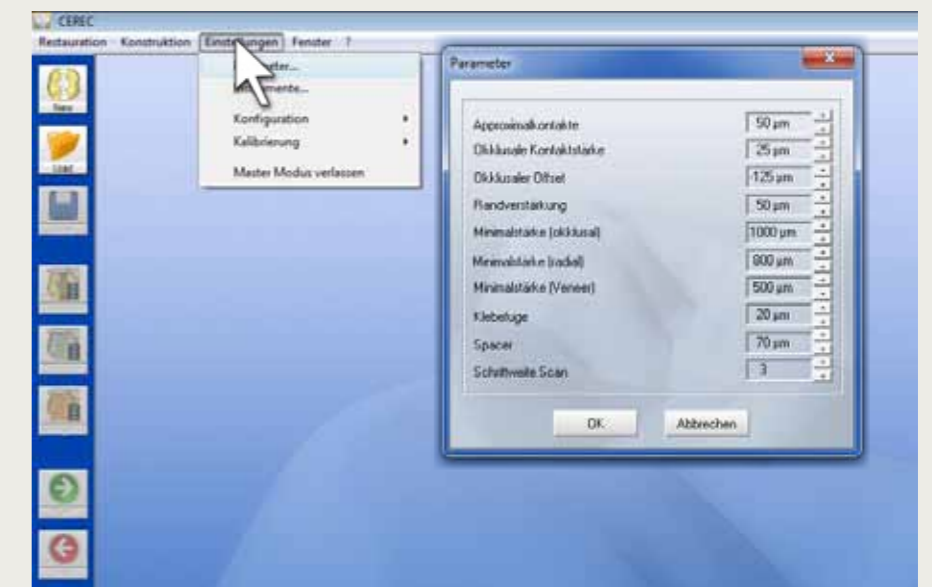 CEREC
Restauration Konstruktion Einstellungen Fenster ?
New
Load
Konfiguration
Kalibrierung
Master Modus verlassen
Parameter
Approximalkontakte 50 µm
Okklusale Kontaktstärke 25 µm
Okklusaler Offset -125 µm
Randverstärkung 50 µm
Minimalstärke (okklusal) 1000 µm
Minimalstärke (radial) 800 µm
Minimalstärke (Veneer) 500 µm
Klebefuge 20 µm
Spacer 70 µm
Schrittweite Scan 3
OK Abbrechen